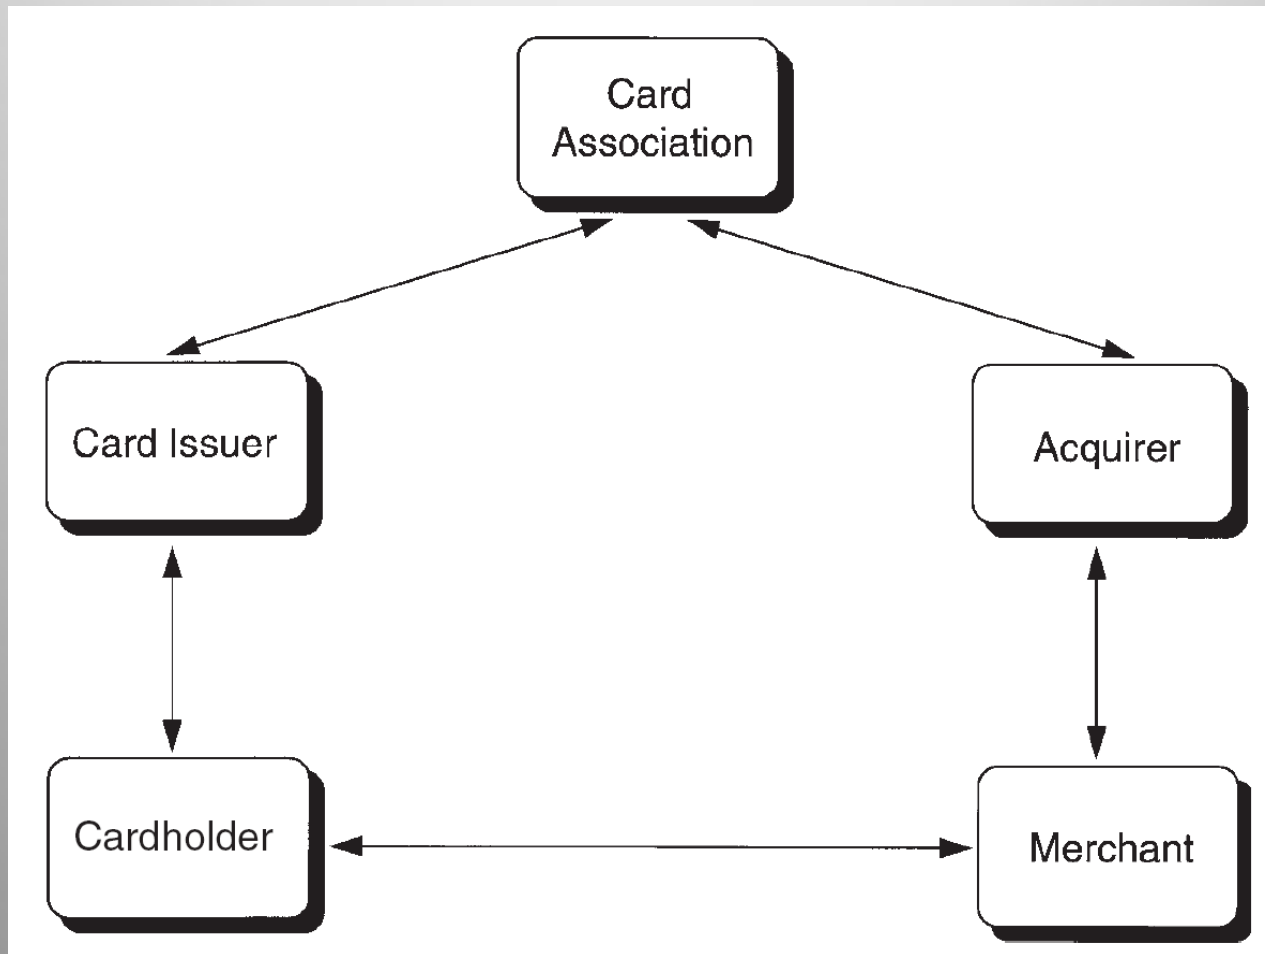 Card
Association
Card Issuer
Acquirer
Cardholder
Merchant